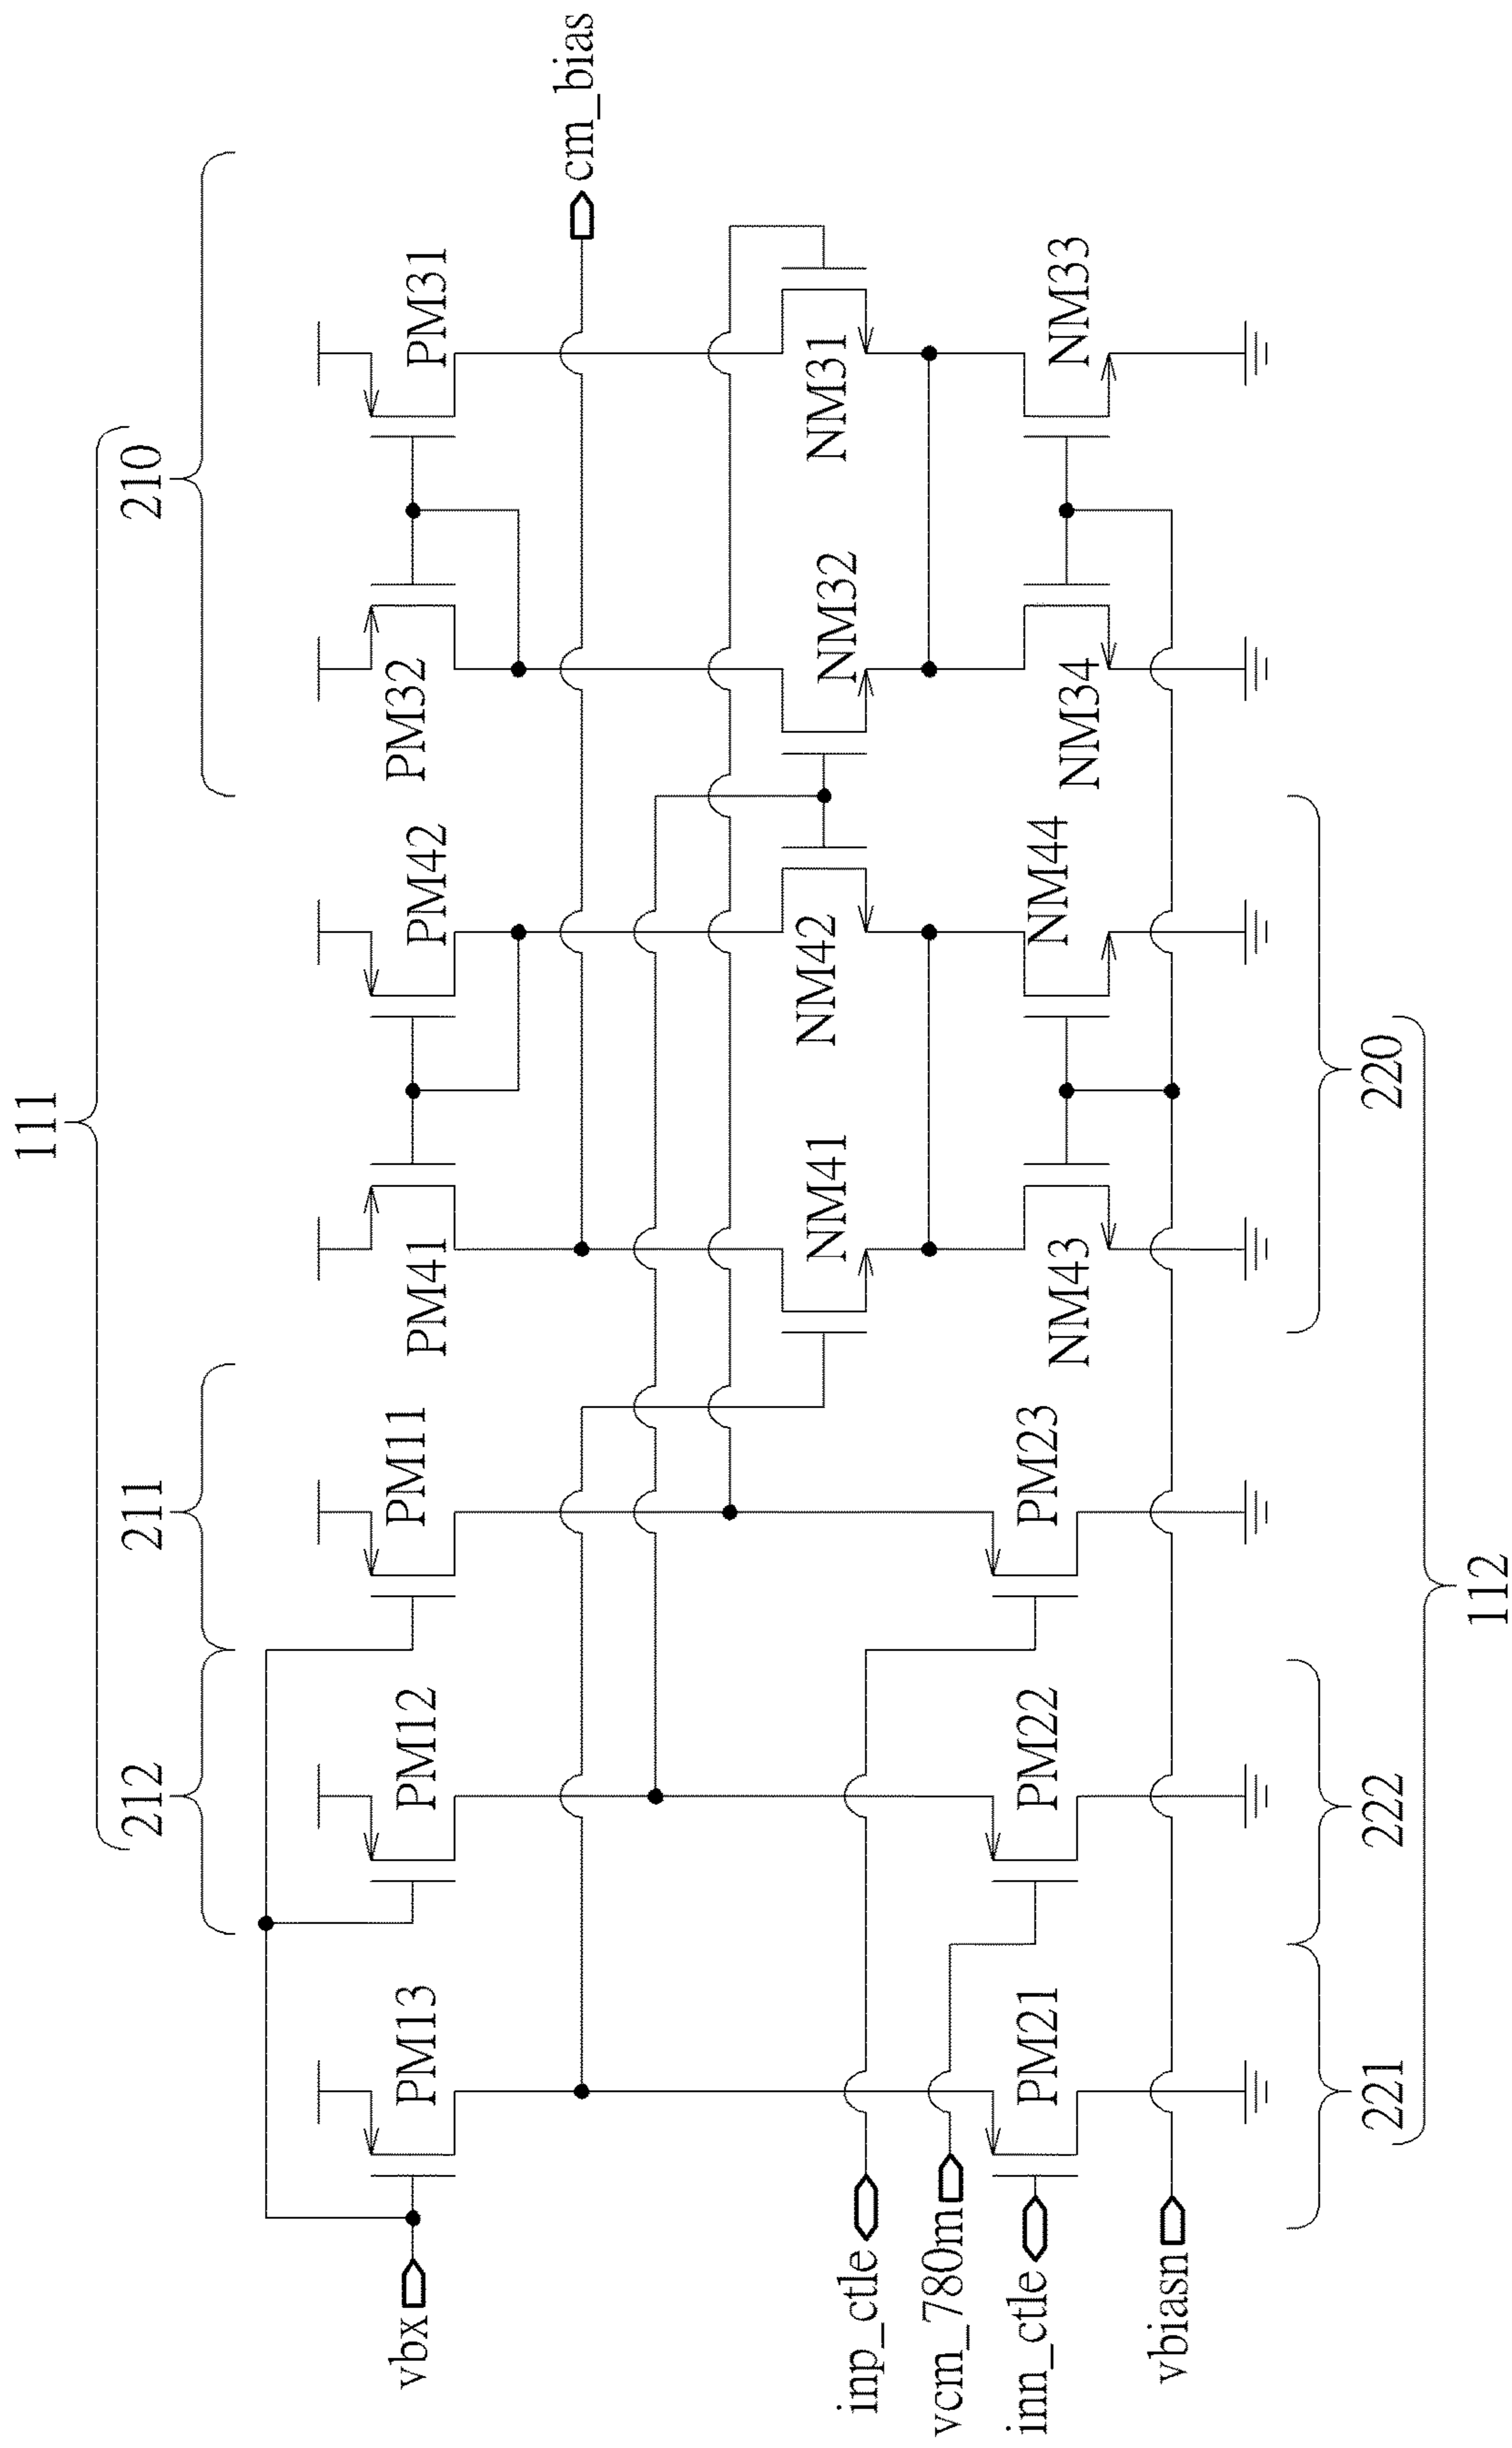 111
212
211
210
vbx
PM13
PM12
PM11
PM41
PM42
PM32
PM31
cm_bias
inp_ctle
vcm_780m
inn_ctle
vbiasn
NM41
NM42
NM32
NM31
PM21
PM22
PM23
NM43
NM44
NM34
NM33
221
222
220
112